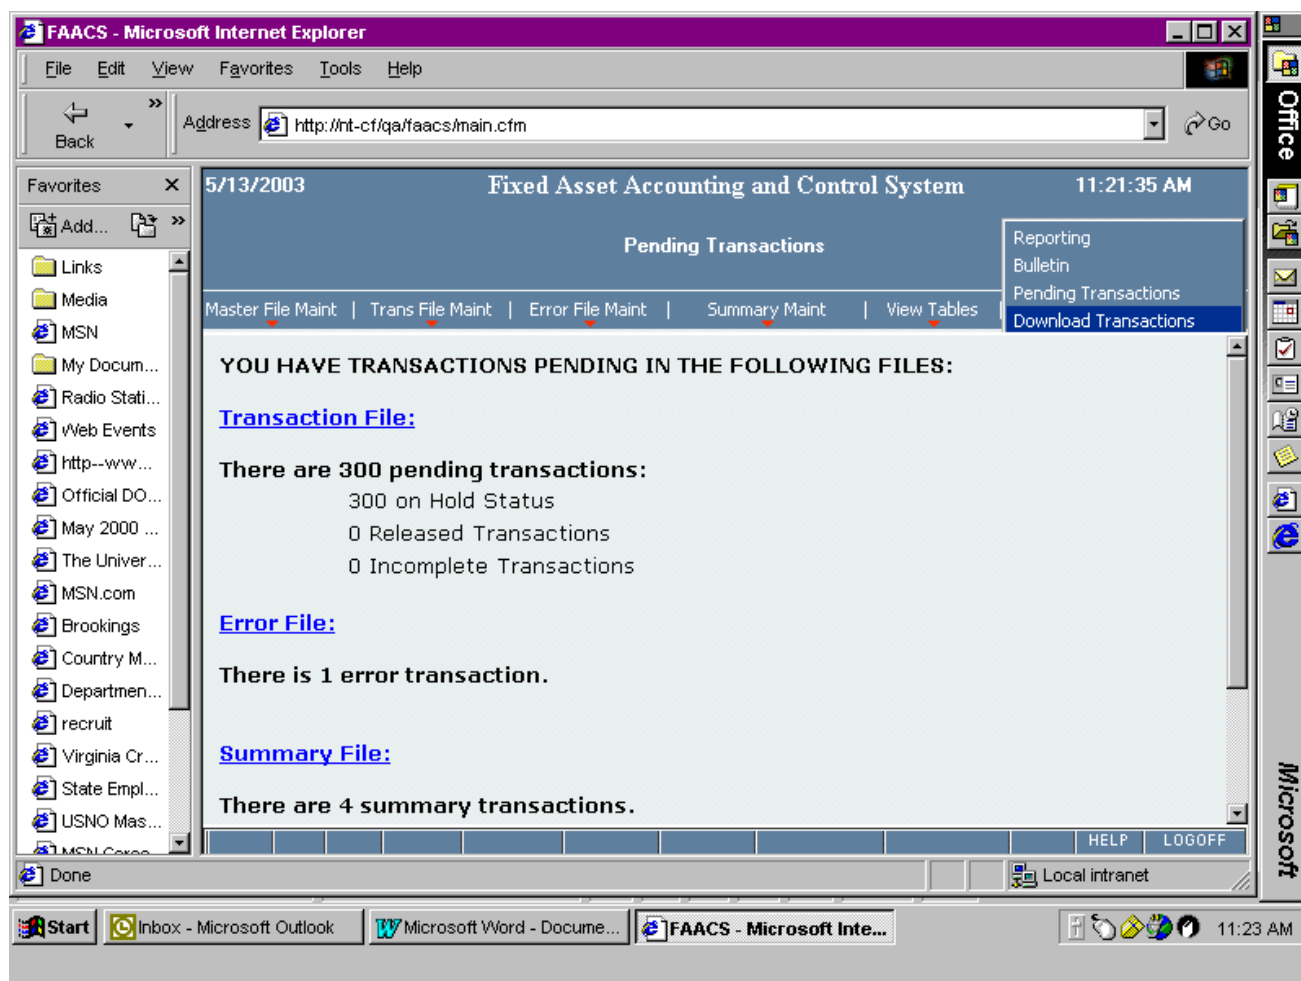 FAACS - Microsoft Internet Explorer
File Edit View Favorites Tools Help
Back
»
Address http://nt-cf/qa/faacs/main.cfm
Go
Office
Favorites
Add...
»
Links
Media
MSN
My Docum...
Radio Stati...
Web Events
http--ww...
Official DO...
May 2000 ...
The Univer...
MSN.com
Brookings
Country M...
Departmen...
recruit
Virginia Cr...
State Empl...
USNO Mas...
5/13/2003 Fixed Asset Accounting and Control System 11:21:35 AM
Pending Transactions
Reporting
Bulletin
Pending Transactions
Download Transactions
Master File Maint | Trans File Maint | Error File Maint | Summary Maint | View Tables |
YOU HAVE TRANSACTIONS PENDING IN THE FOLLOWING FILES:
Transaction File:
There are 300 pending transactions:
300 on Hold Status
0 Released Transactions
0 Incomplete Transactions
Error File:
There is 1 error transaction.
Summary File:
There are 4 summary transactions.
HELP LOGOFF
Microsoft
Done
Local intranet
Start
Inbox - Microsoft Outlook
Microsoft Word - Docume...
FAACS - Microsoft Inte...
11:23 AM